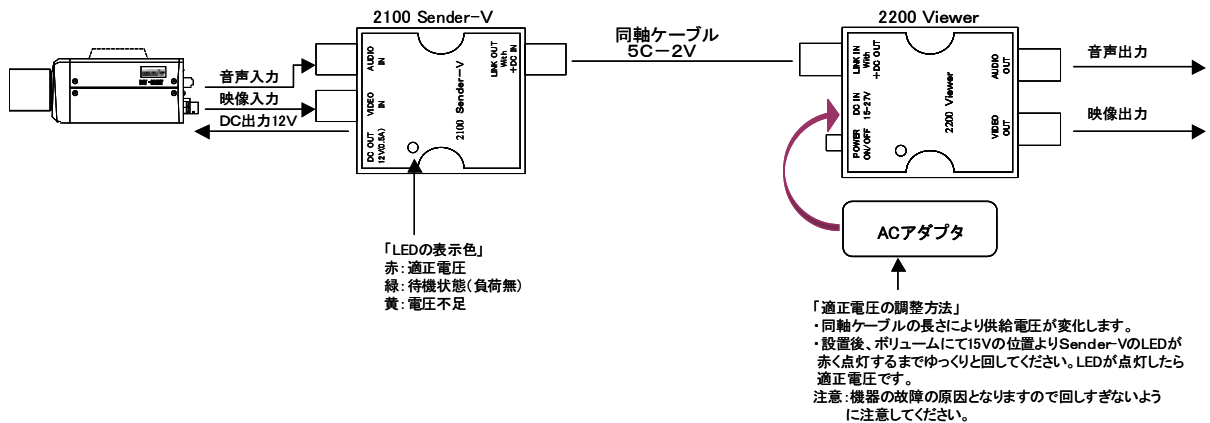 2100 Sender-V
2200 Viewer
音声入力
映像入力
DC出力12V
AUDIO
IN
VIDEO
IN
DC OUT
12V(0.5A)
LINK OUT
With
+DC IN
2100 Sender-V
同軸ケーブル
5C-2V
LINK IN
With
+DC OUT
DC IN
15-27V
POWER
ON/OFF
AUDIO
OUT
VIDEO
OUT
2200 Viewer
音声出力
映像出力
ACアダプタ
「LEDの表示色」
赤:適正電圧
緑:待機状態(負荷無)
黄:電圧不足
「適正電圧の調整方法」
・同軸ケーブルの長さにより供給電圧が変化します。
・設置後、ボリュームにて15Vの位置よりSender-VのLEDが
赤く点灯するまでゆっくりと回してください。LEDが点灯したら
適正電圧です。
注意:機器の故障の原因となりますので回しすぎないよう
に注意してください。